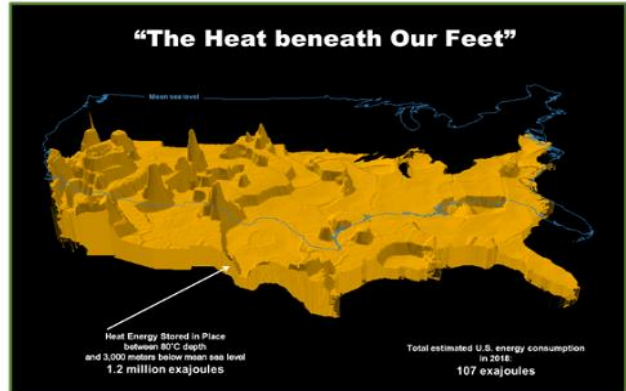 “The Heat beneath Our Feet”
Mean sea level
Heat Energy Stored in Place
between 80°C depth
and 3,000 meters below mean sea level
1.2 million exajoules
Total estimated U.S. energy consumption
in 2018:
107 exajoules